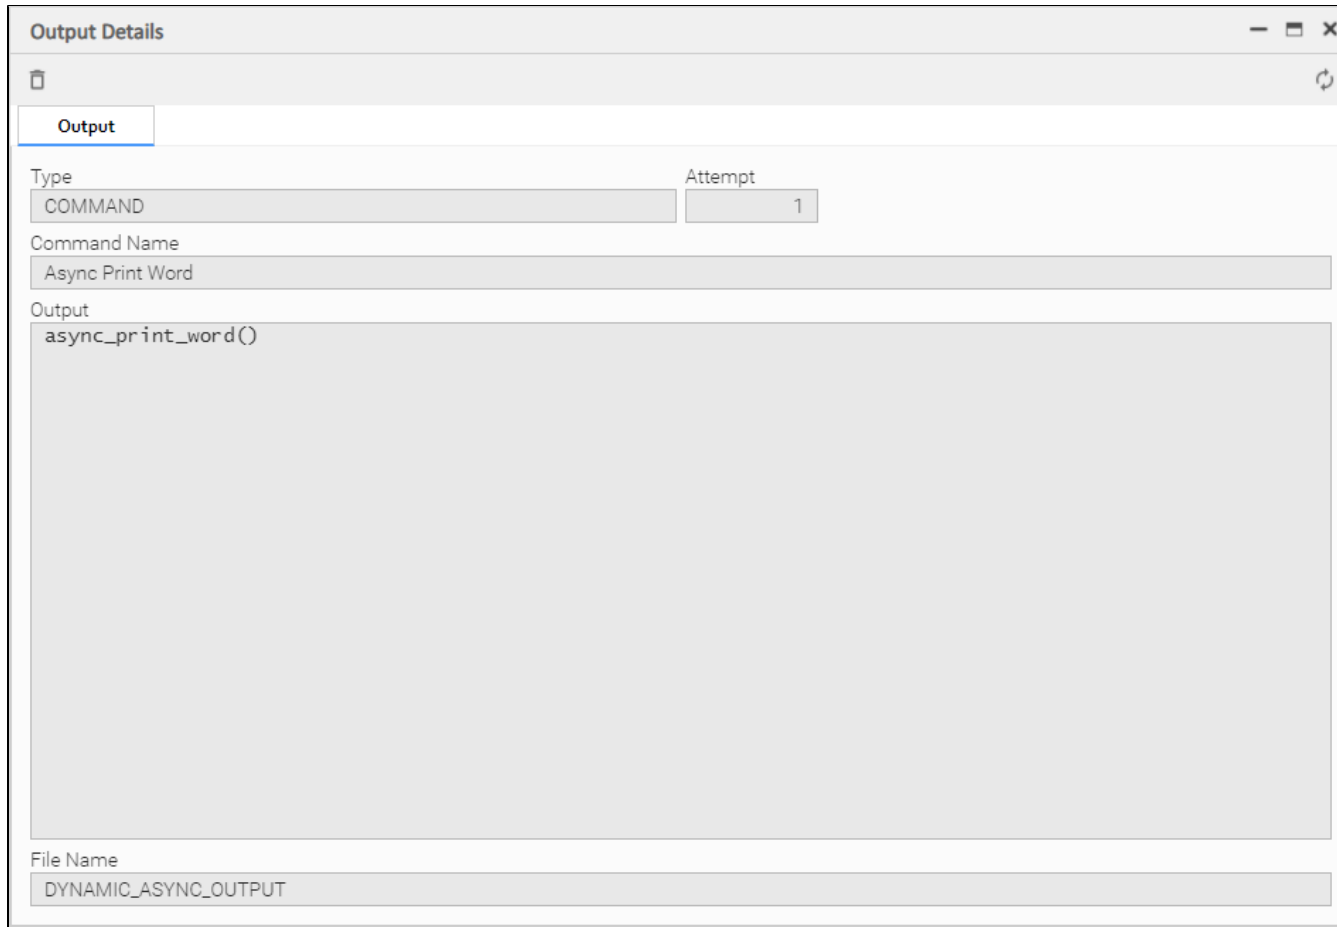 Output Details
Output
Type Attempt
COMMAND 1
Command Name
Async Print Word
Output
async_print_word()
File Name
DYNAMIC_ASYNC_OUTPUT